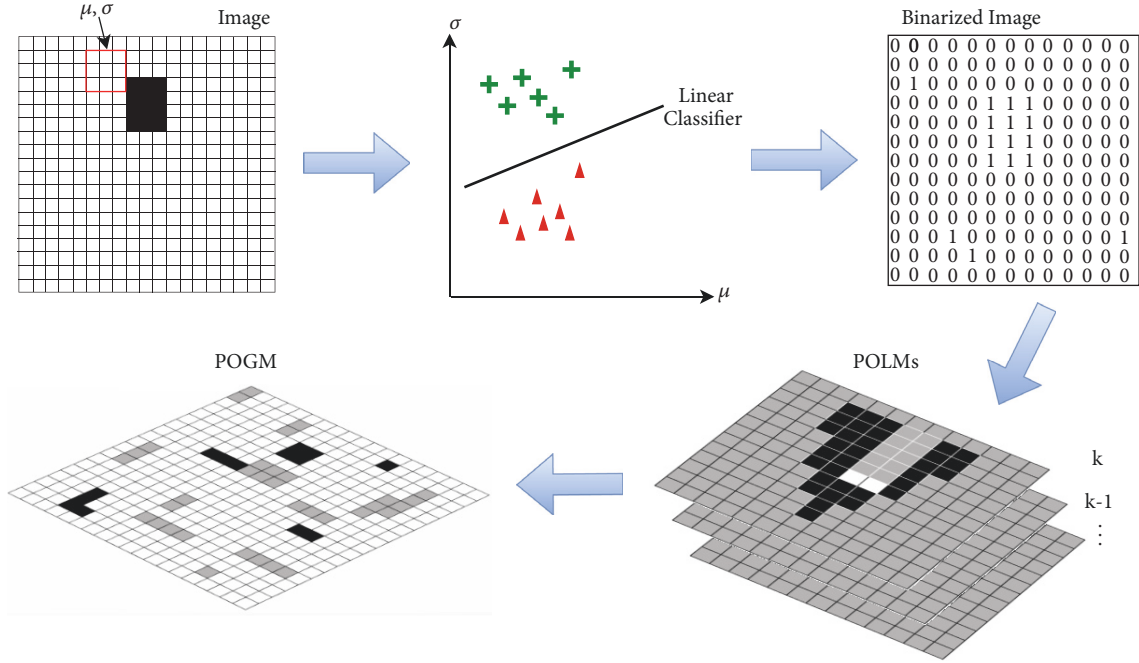 μ, σ
Image
σ
Linear
Classifier
μ
Binarized Image
0 0 0 0 0 0 0 0 0 0 0 0 0
0 0 0 0 0 0 0 0 0 0 0 0 0
0 1 0 0 0 0 0 0 0 0 0 0 0
0 0 0 0 0 1 1 1 0 0 0 0 0
0 0 0 0 0 1 1 1 0 0 0 0 0
0 0 0 0 0 1 1 1 0 0 0 0 0
0 0 0 0 0 1 1 1 0 0 0 0 0
0 0 0 0 0 0 0 0 0 0 0 0 0
0 0 0 0 0 0 0 0 0 0 0 0 0
0 0 0 0 0 0 0 0 0 0 0 0 0
0 0 0 1 0 0 0 0 0 0 0 0 1
0 0 0 0 1 0 0 0 0 0 0 0 0
0 0 0 0 0 0 0 0 0 0 0 0 0
POGM
POLMs
k
k-1
⋮